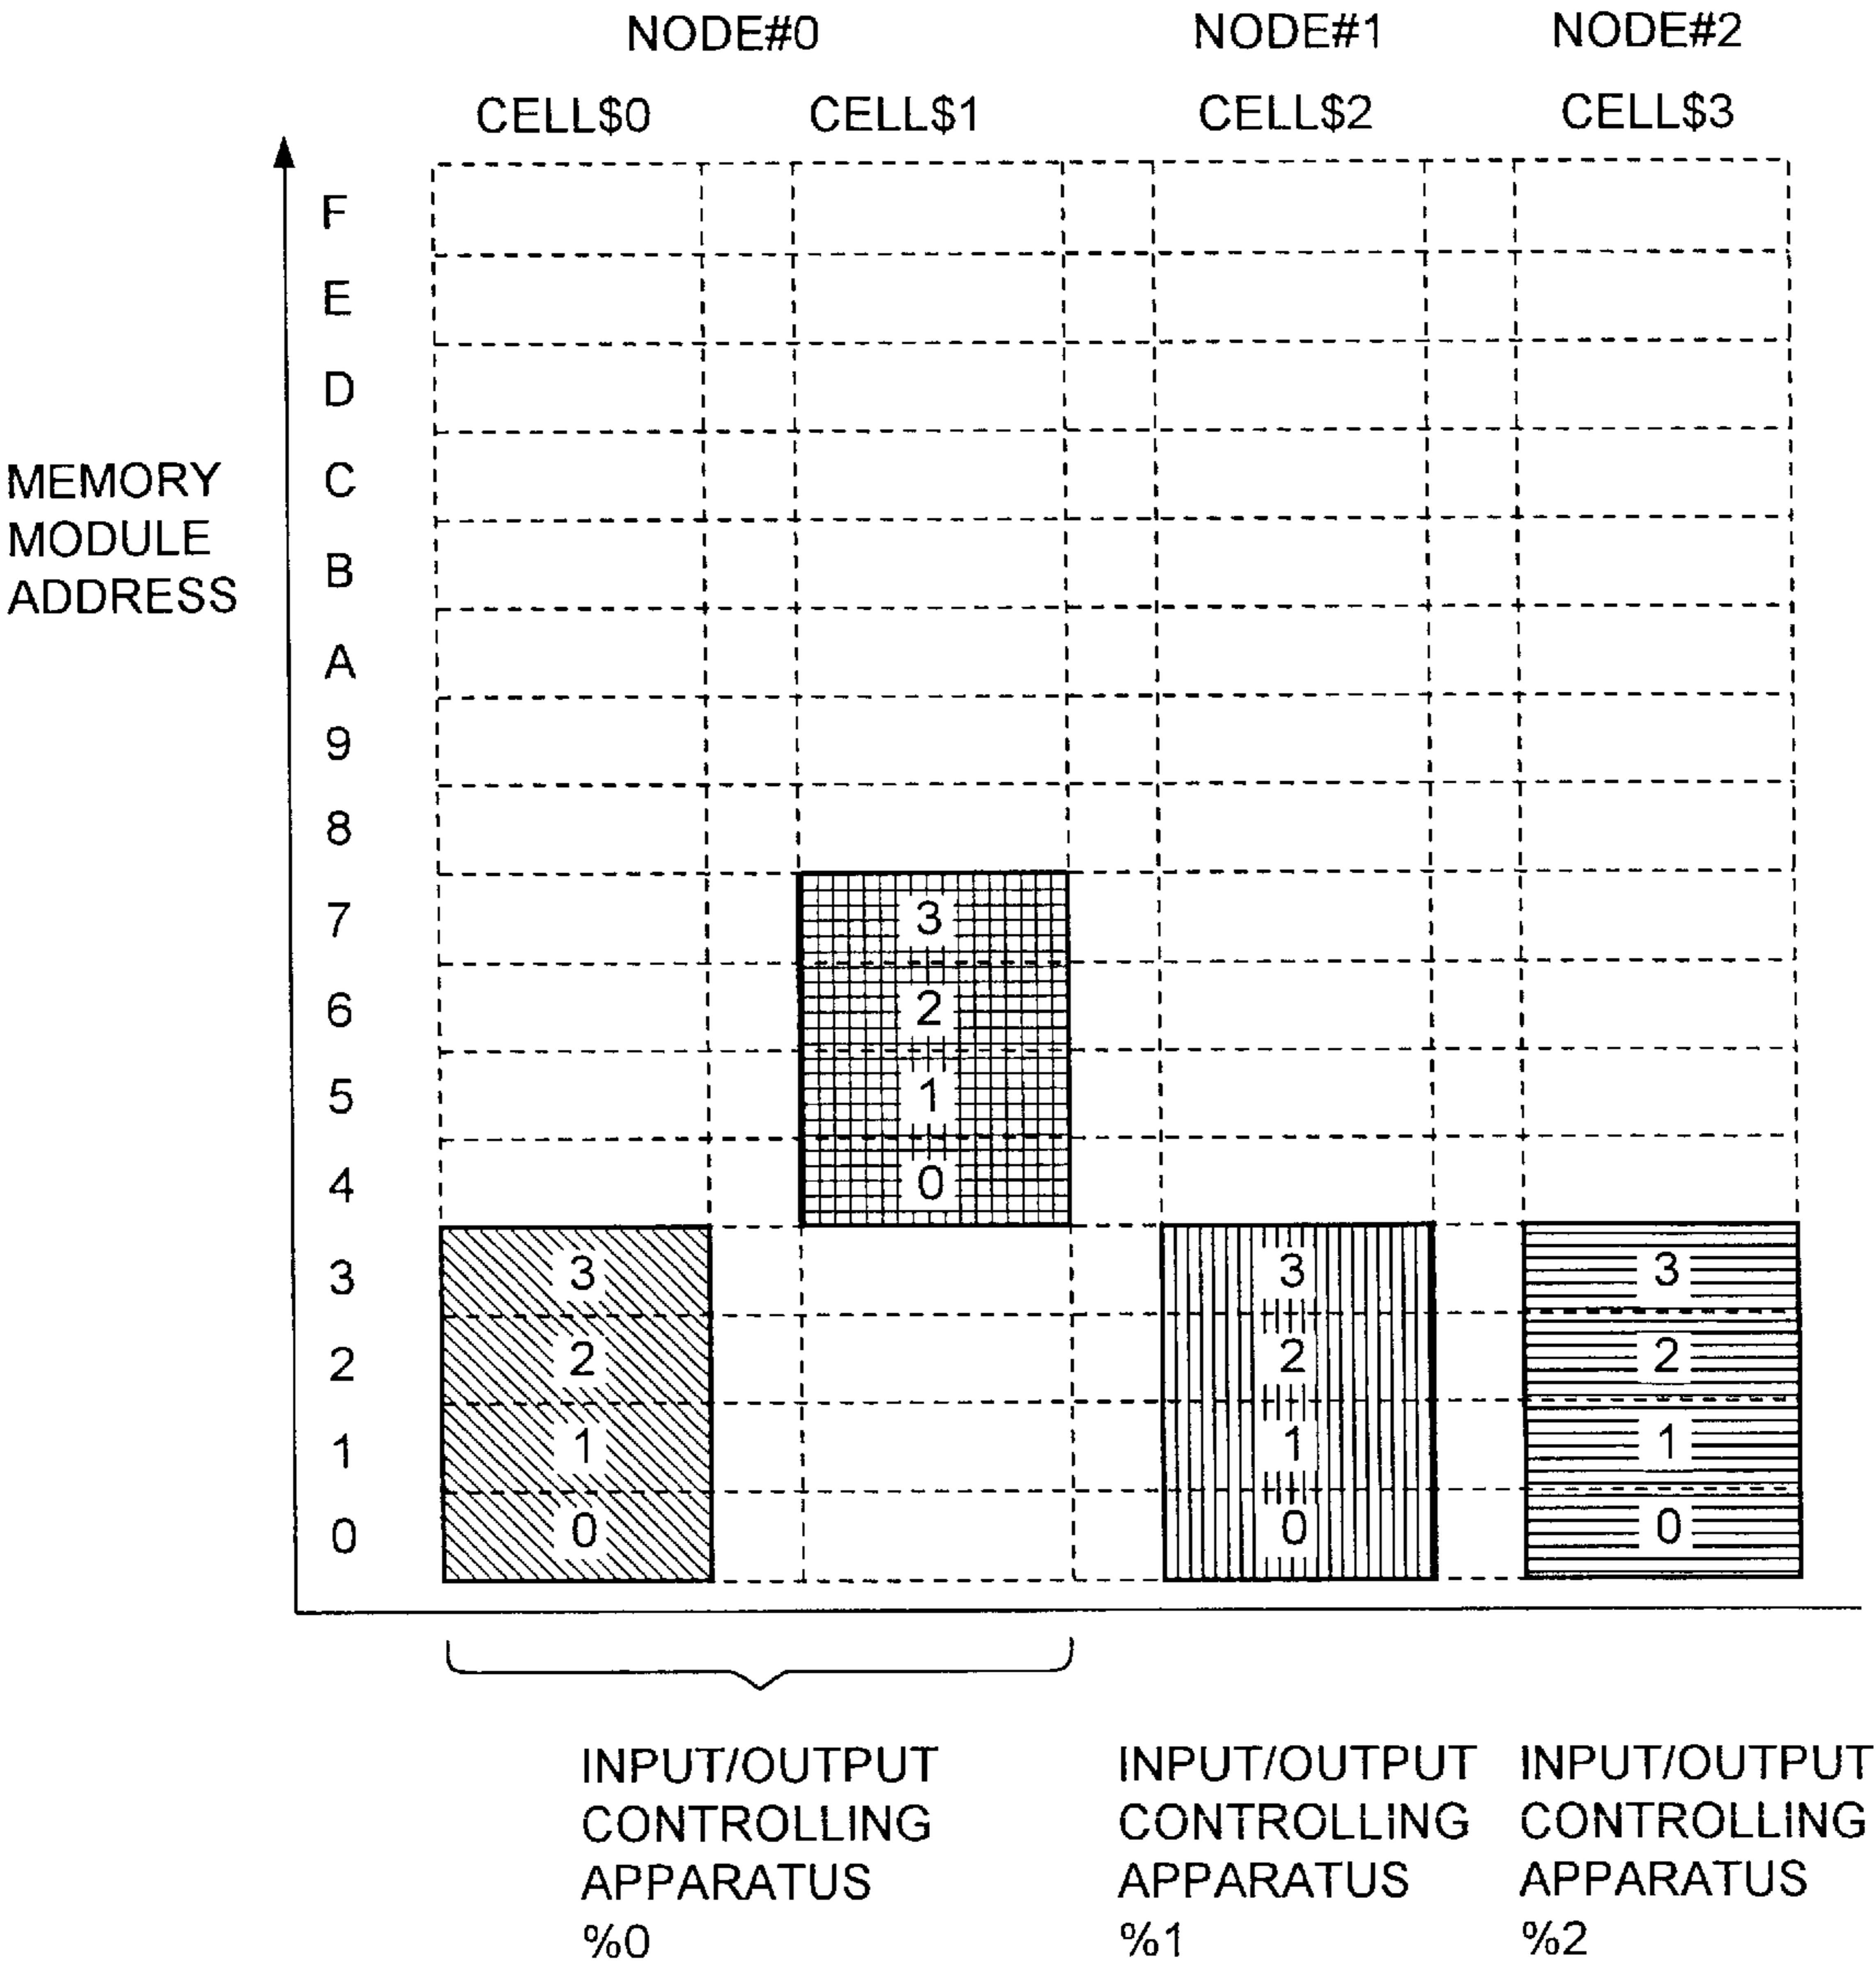 NODE#0 NODE#1 NODE#2
CELL$0 CELL$1 CELL$2 CELL$3
F
E
D
MEMORY
MODULE
ADDRESS
C
B
A
9
8
7 3
6 2
5 1
4 0
3 3 3 3
2 2 2 2
1 1 1 1
0 0 0 0
INPUT/OUTPUT
CONTROLLING
APPARATUS
%0
INPUT/OUTPUT
CONTROLLING
APPARATUS
%1
INPUT/OUTPUT
CONTROLLING
APPARATUS
%2